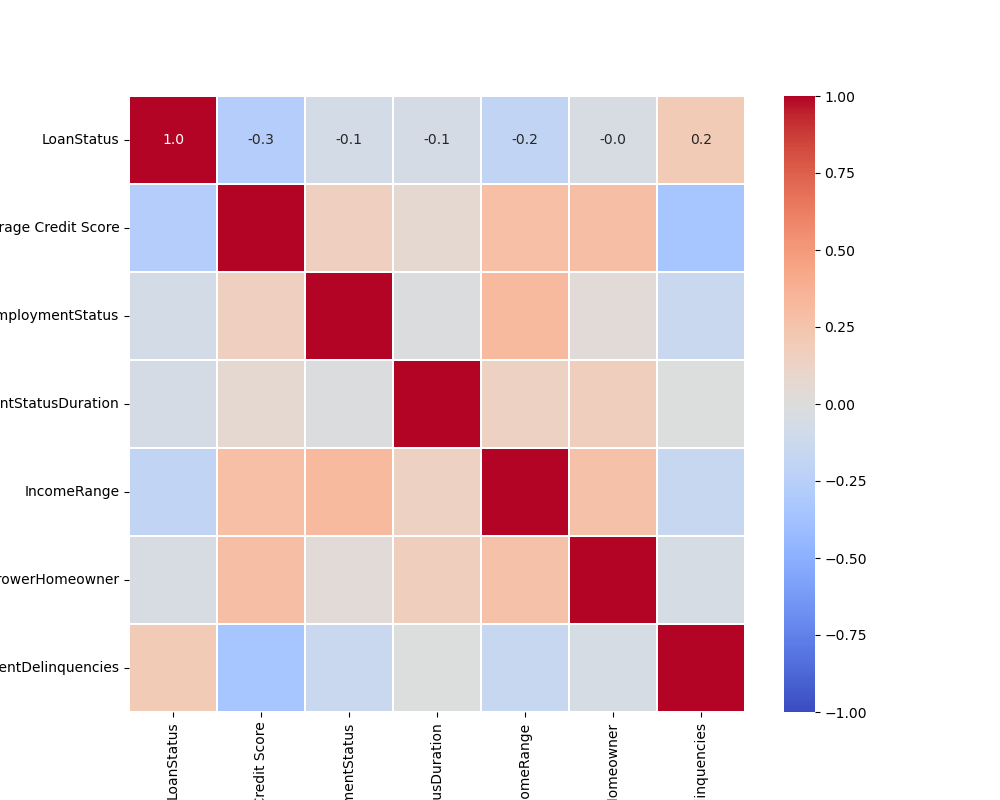 LoanStatus 1.0 -0.3 -0.1 -0.1 -0.2 -0.0 0.2
rage Credit Score
mploymentStatus
ntStatusDuration
IncomeRange
rowerHomeowner
entDelinquencies
LoanStatus
Credit Score
mentStatus
usDuration
omeRange
Homeowner
inquencies
1.00
0.75
0.50
0.25
0.00
−0.25
−0.50
−0.75
−1.00